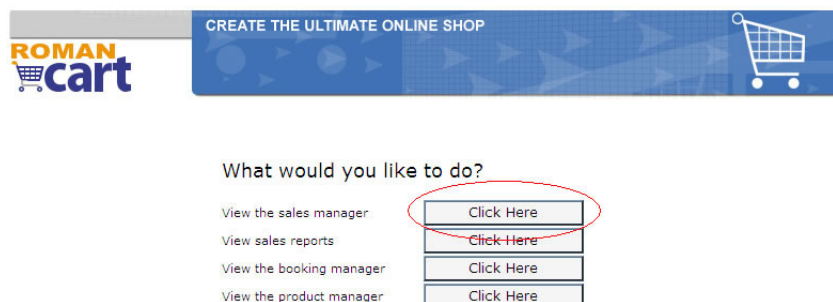 CREATE THE ULTIMATE ONLINE SHOP
ROMAN
cart
What would you like to do?
View the sales manager Click Here
View sales reports Click Here
View the booking manager Click Here
View the product manager Click Here